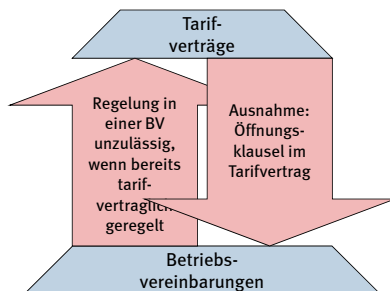 Tarif-
verträge
Regelung in
einer BV
unzulässig,
wenn bereits
tarif-
vertraglich
geregelt
Ausnahme:
Öffnungs-
klausel im
Tarifvertrag
Betriebs-
vereinbarungen